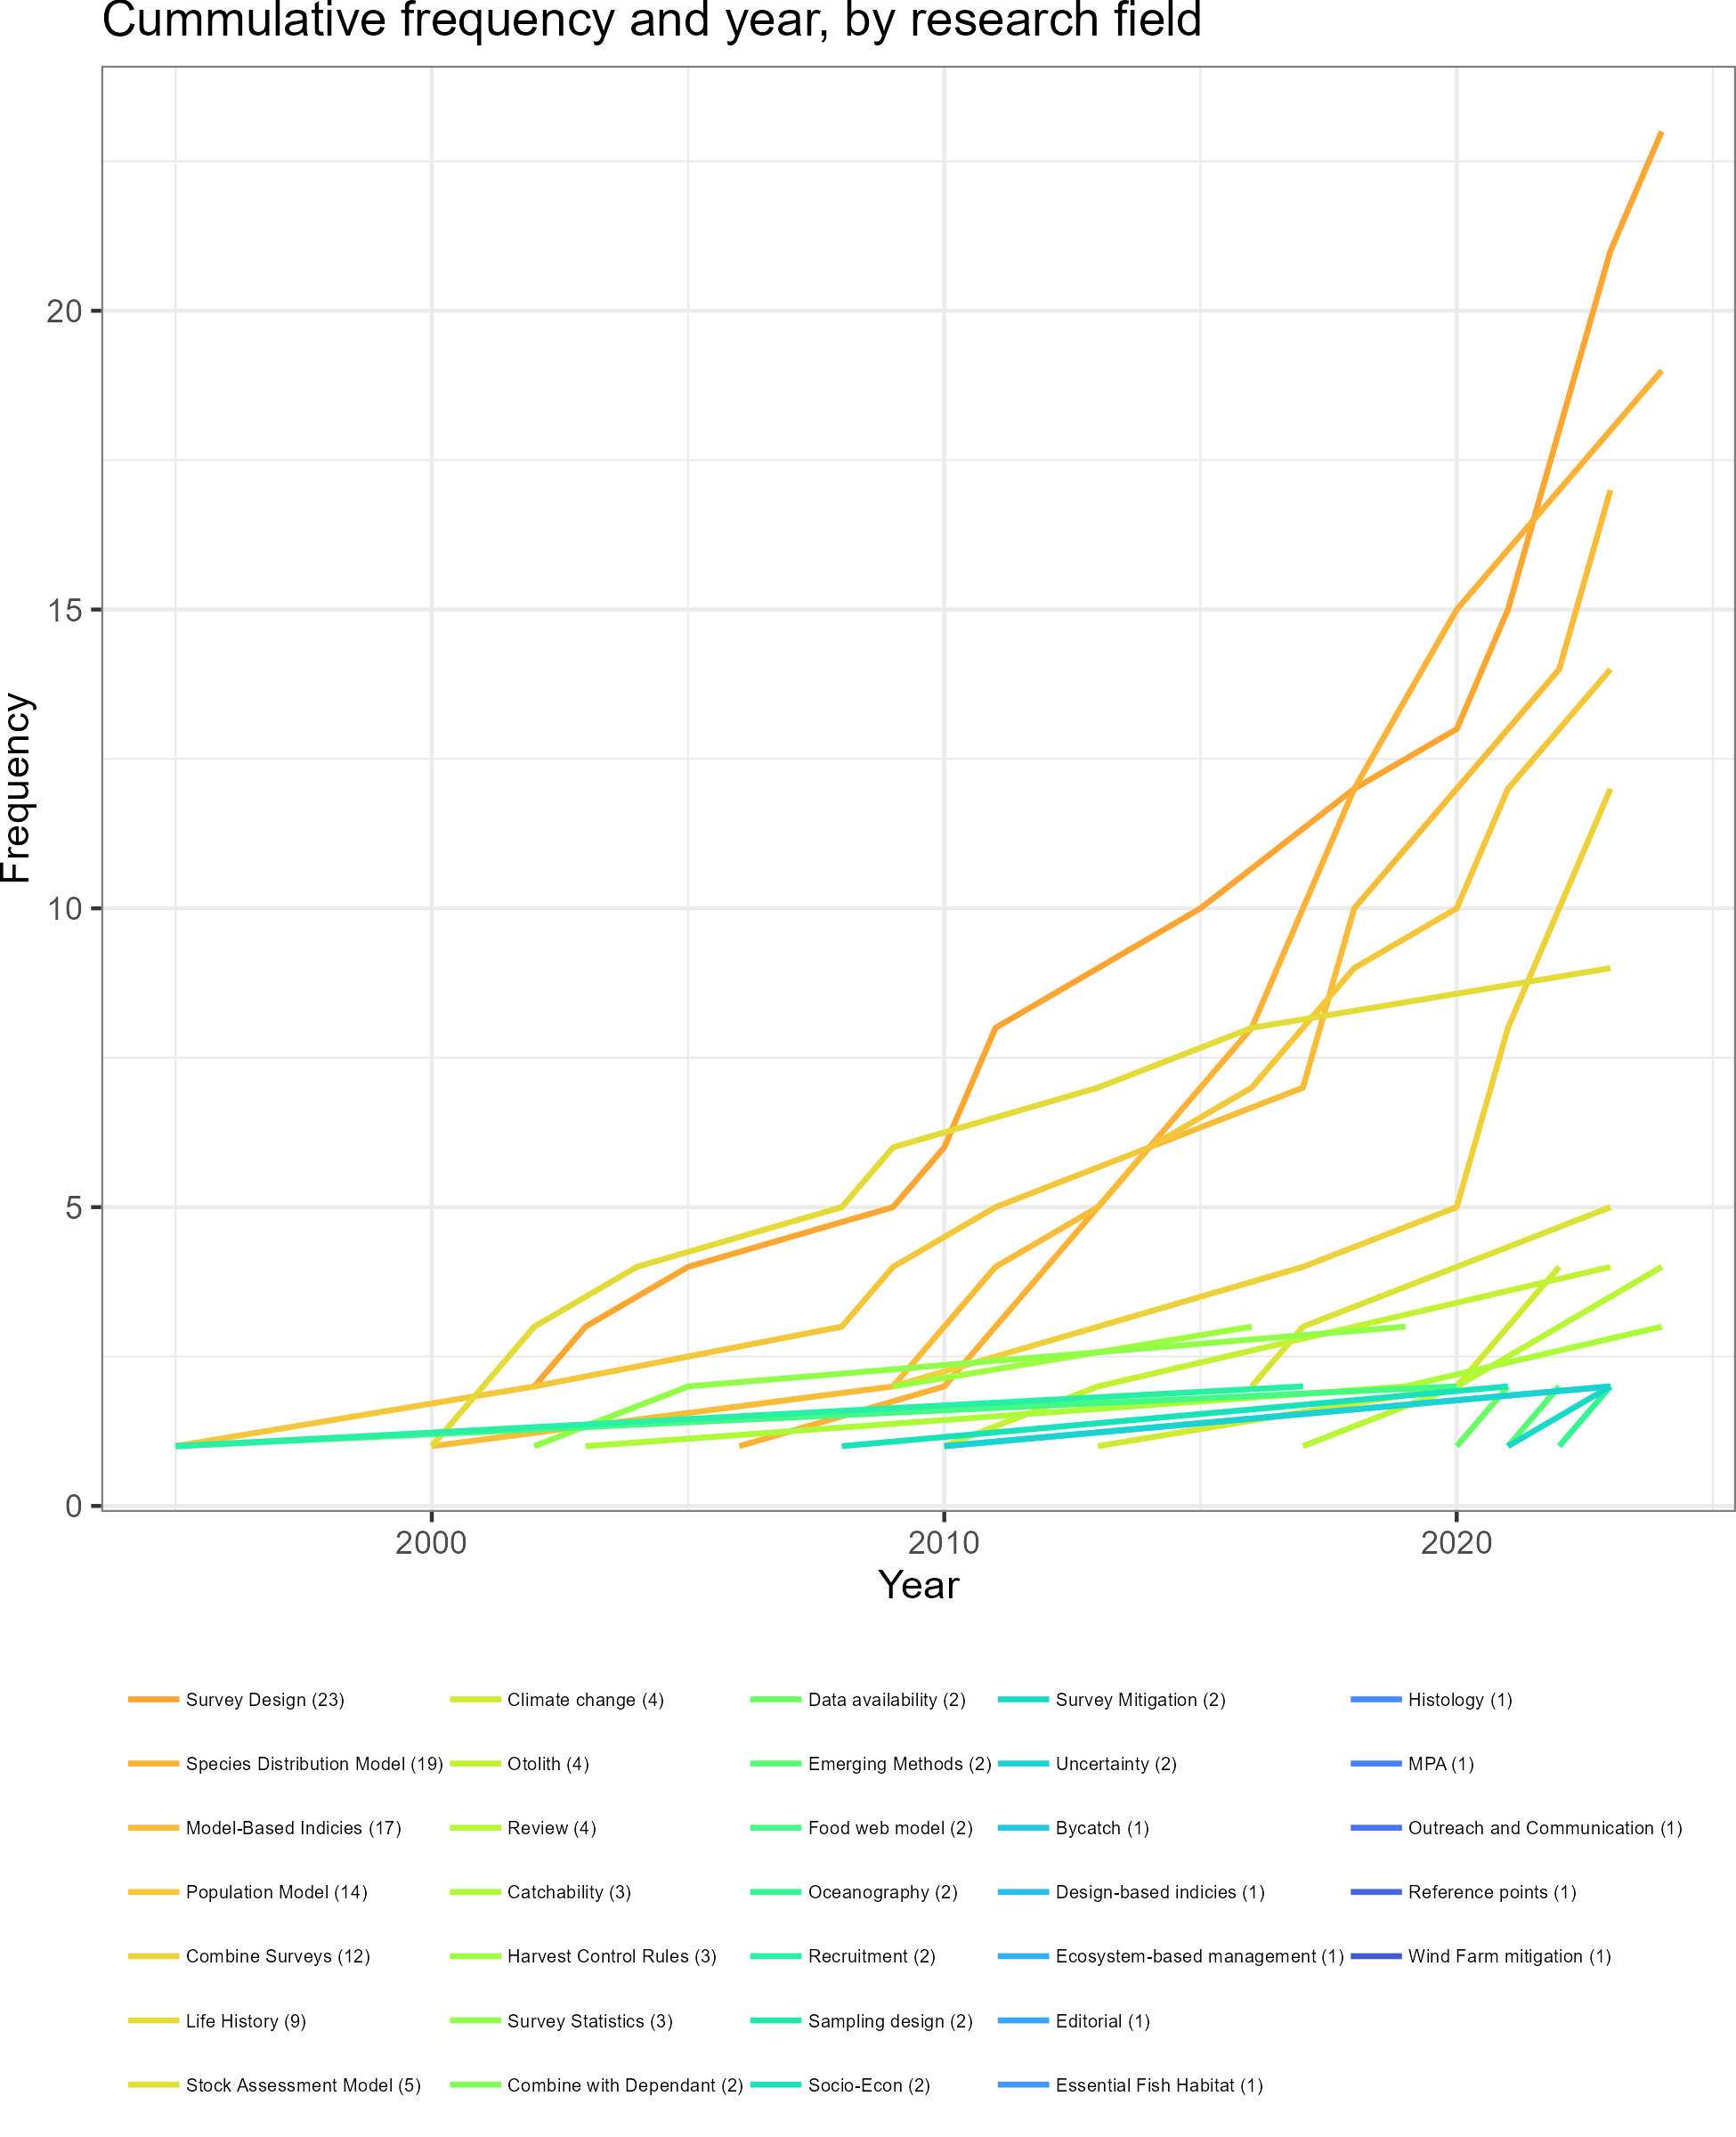 Cummulative frequency and year, by research field
20
15
10
5
0
Frequency
2000 2010 2020
Year
Survey Design (23) Climate change (4) Data availability (2) Survey Mitigation (2) Histology (1)
Species Distribution Model (19) Otolith (4) Emerging Methods (2) Uncertainty (2) MPA (1)
Model-Based Indicies (17) Review (4) Food web model (2) Bycatch (1) Outreach and Communication (1)
Population Model (14) Catchability (3) Oceanography (2) Design-based indicies (1) Reference points (1)
Combine Surveys (12) Harvest Control Rules (3) Recruitment (2) Ecosystem-based management (1) Wind Farm mitigation (1)
Life History (9) Survey Statistics (3) Sampling design (2) Editorial (1)
Stock Assessment Model (5) Combine with Dependant (2) Socio-Econ (2) Essential Fish Habitat (1)